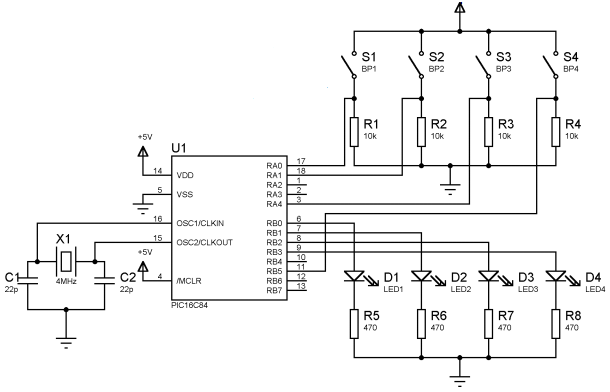 S1
BP1
S2
BP2
S3
BP3
S4
BP4
R1
10k
R2
10k
R3
10k
R4
10k
+5V
U1
14
VDD
5
VSS
16
OSC1/CLKIN
15
OSC2/CLKOUT
+5V
4
/MCLR
PIC16C84
RA0
17
RA1
18
RA2
1
RA3
2
RA4
3
RB0
6
RB1
7
RB2
8
RB3
9
RB4
10
RB5
11
RB6
12
RB7
13
X1
4MHz
C1
22p
C2
22p
D1
LED1
D2
LED2
D3
LED3
D4
LED4
R5
470
R6
470
R7
470
R8
470